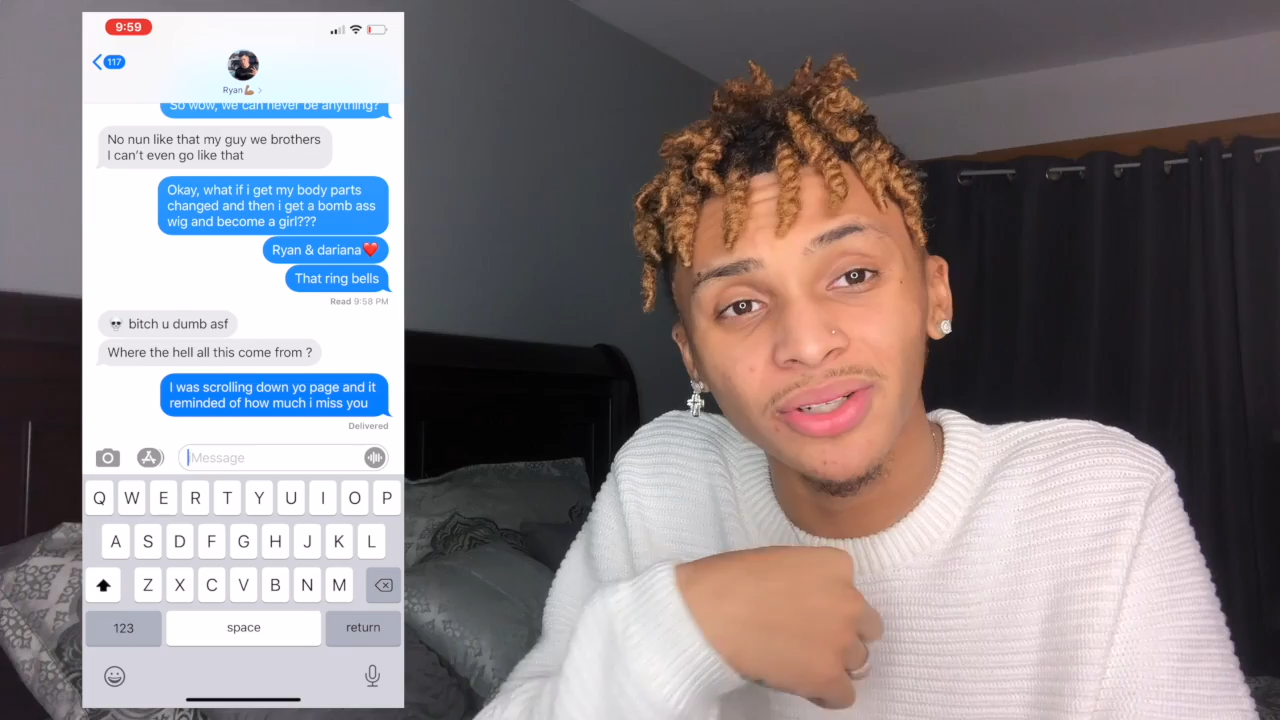 9:59
117
Ryan💪🏽 >
So wow, we can never be anything?
No nun like that my guy we brothers
I can’t even go like that
Okay, what if i get my body parts
changed and then i get a bomb ass
wig and become a girl???
Ryan & dariana❤️
That ring bells
Read 9:58 PM
💀 bitch u dumb asf
Where the hell all this come from ?
I was scrolling down yo page and it
reminded of how much i miss you
Delivered
Message
Q W E R T Y U I O P
A S D F G H J K L
Z X C V B N M
123 space return